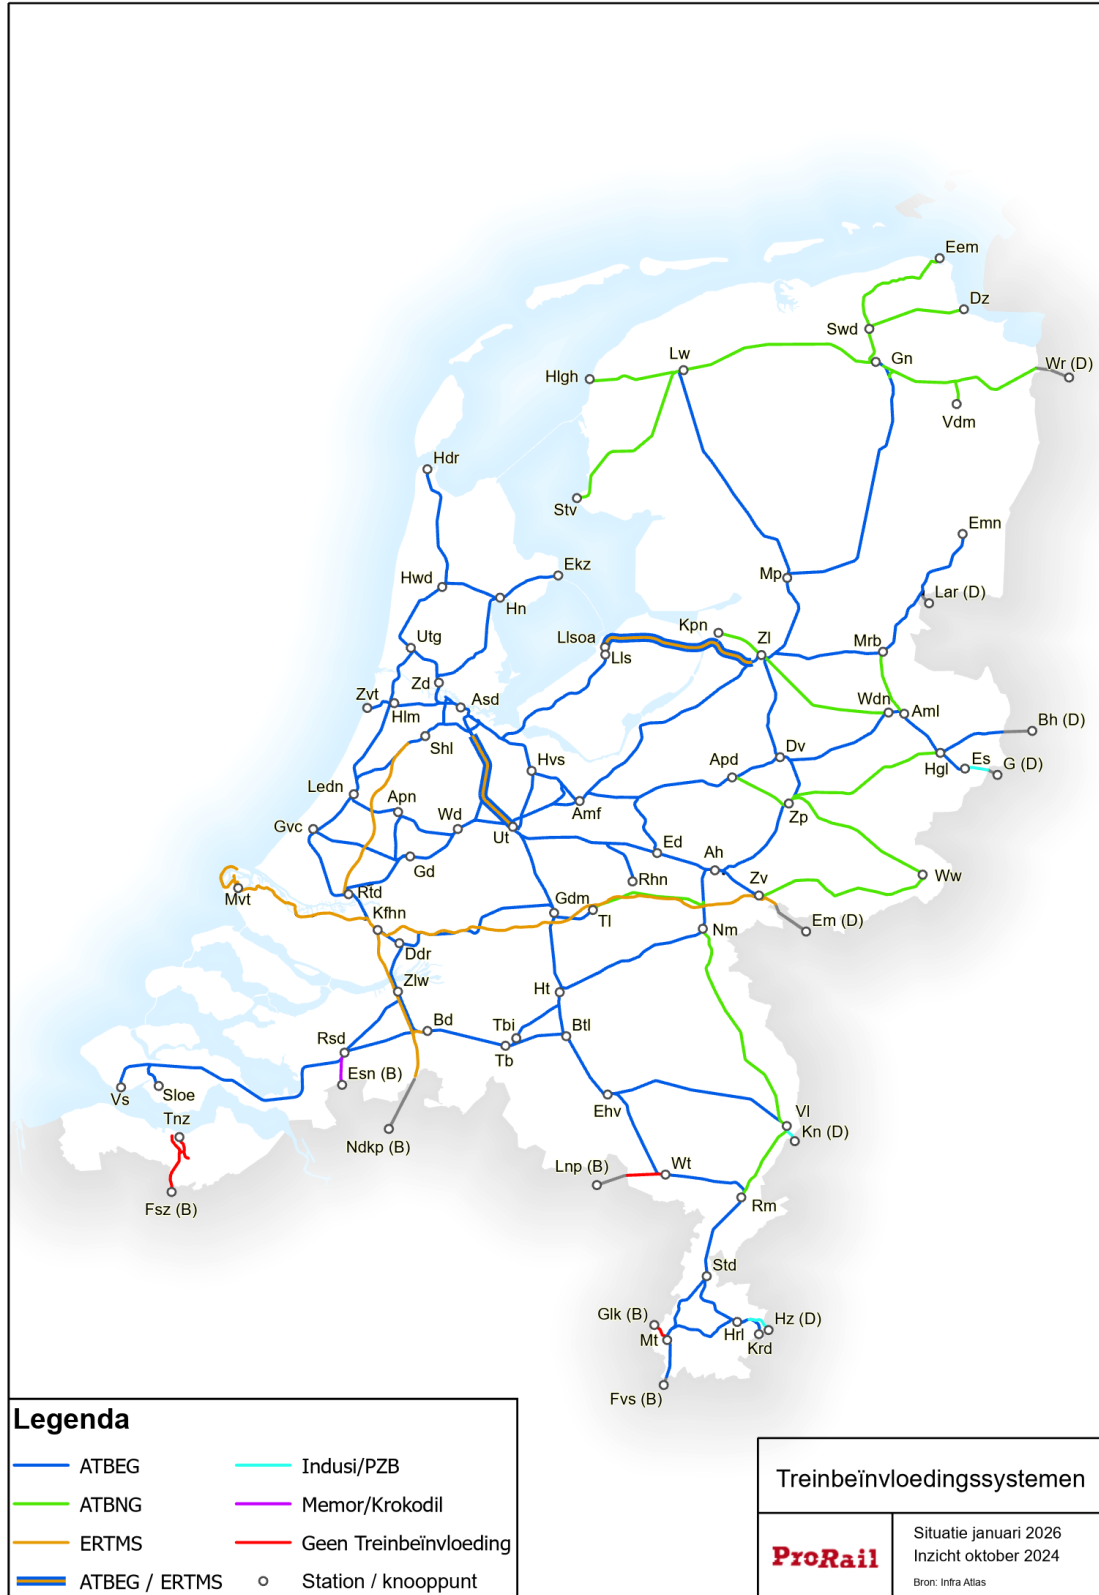 Eem
Dz
Swd
Gn
Lw
Wr (D)
Hlgh
Vdm
Hdr
Stv
Emn
Ekz
Mp
Hwd
Hn
Lar (D)
Kpn
Zl
Mrb
Utg
Llsoa
Lls
Zd
Zvt
Asd
Wdn
Aml
Hlm
Bh (D)
Shl
Dv
Es
G (D)
Hgl
Hvs
Apd
Ledn
Apn
Wd
Amf
Zp
Gvc
Ut
Ed
Ah
Gd
Zv
Ww
Rhn
Mvt
Rtd
Kfhn
Gdm
Tl
Em (D)
Nm
Ddr
Zlw
Ht
Bd
Tbi
Btl
Rsd
Tb
Esn (B)
Vs
Sloe
Ehv
Tnz
Vl
Kn (D)
Ndkp (B)
Lnp (B)
Wt
Fsz (B)
Rm
Std
Glk (B)
Hz (D)
Mt
Hrl
Krd
Fvs (B)
Legenda
ATBEG
ATBNG
ERTMS
ATBEG / ERTMS
Indusi/PZB
Memor/Krokodil
Geen Treinbeïnvloeding
Station / knooppunt
Treinbeïnvloedingssystemen
ProRail
Situatie januari 2026
Inzicht oktober 2024
Bron: Infra Atlas